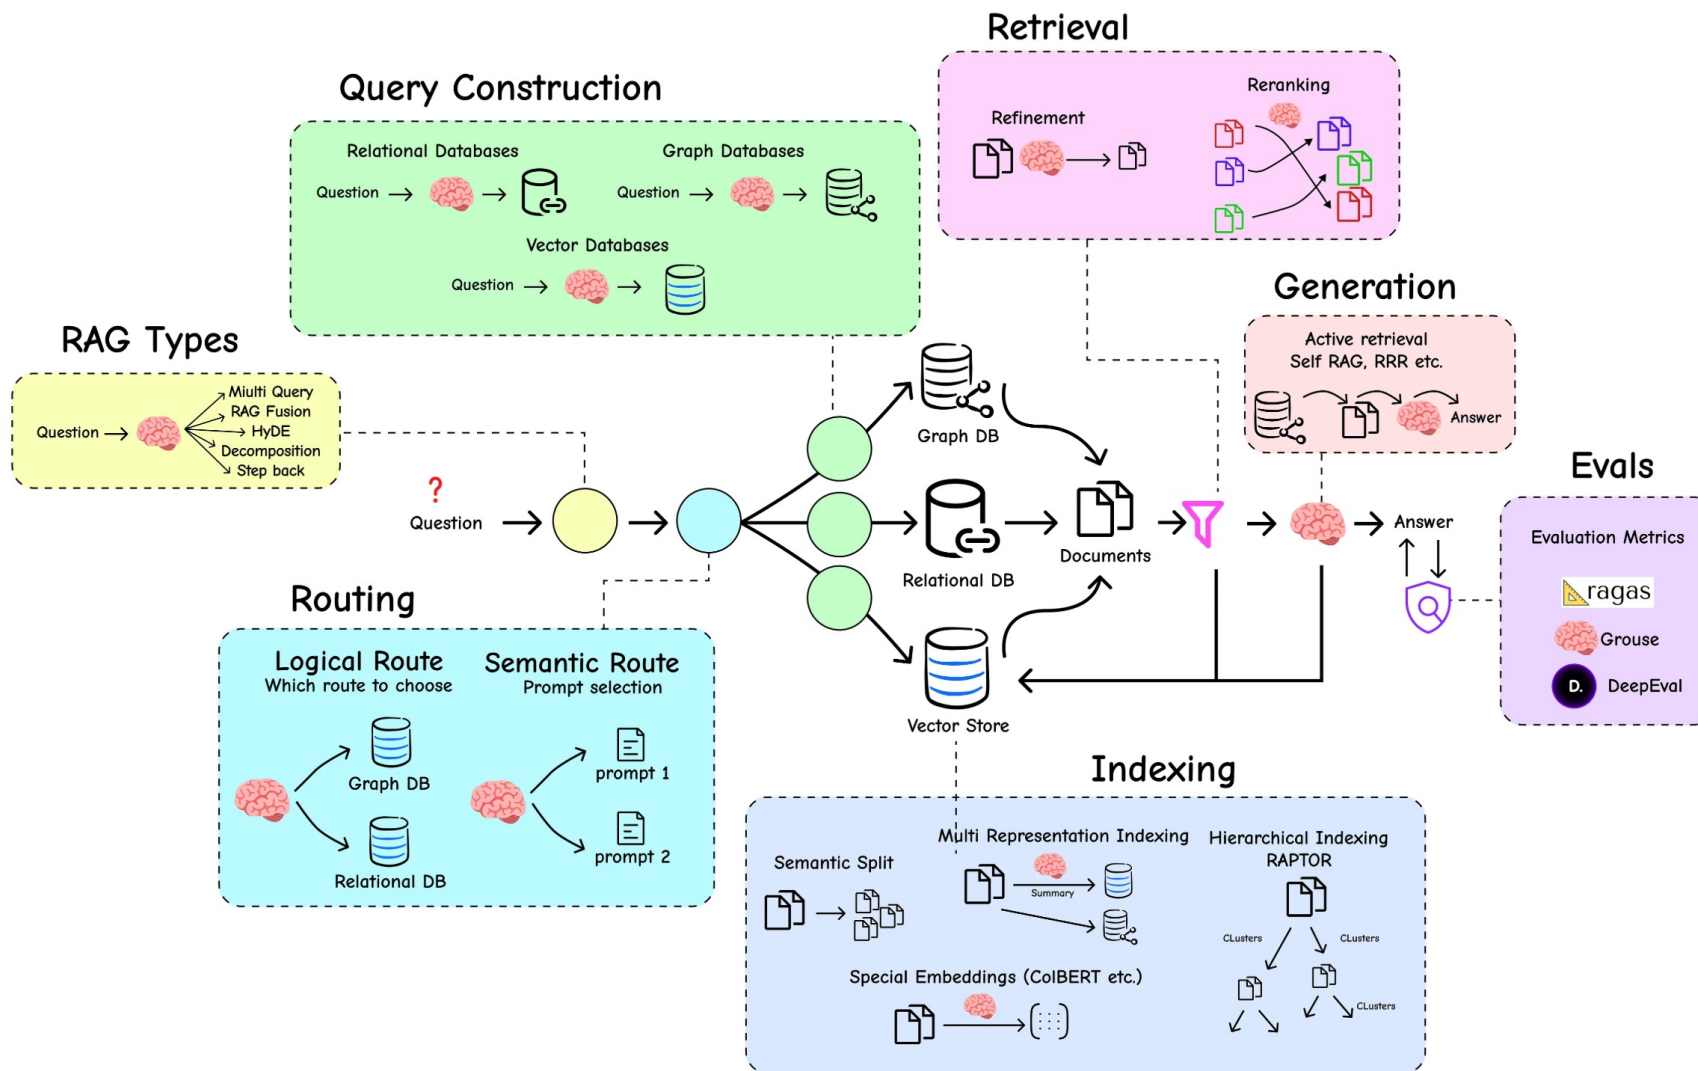 Retrieval
Reranking
Refinement
Query Construction
Relational Databases
Graph Databases
Question
Question
Vector Databases
Question
RAG Types
Question
Miulti Query
RAG Fusion
HyDE
Decomposition
Step back
Generation
Active retrieval
Self RAG, RRR etc.
Answer
?
Question
Graph DB
Relational DB
Vector Store
Documents
Answer
Evals
Evaluation Metrics
ragas
Grouse
D.
DeepEval
Routing
Logical Route
Which route to choose
Graph DB
Relational DB
Semantic Route
Prompt selection
prompt 1
prompt 2
Indexing
Semantic Split
Multi Representation Indexing
Summary
Hierarchical Indexing
RAPTOR
CLusters
CLusters
CLusters
Special Embeddings (ColBERT etc.)